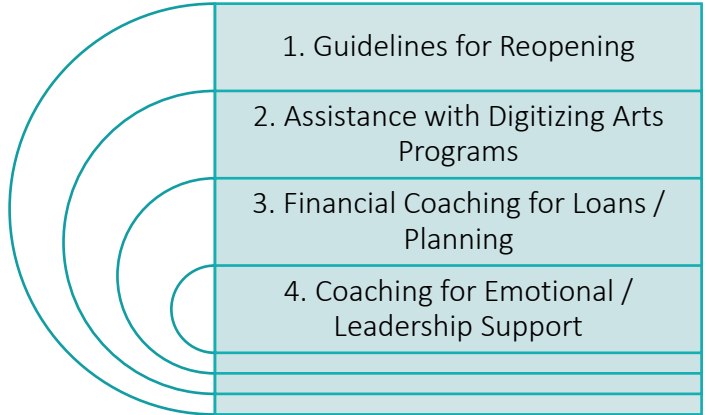 1. Guidelines for Reopening
2. Assistance with Digitizing Arts
Programs
3. Financial Coaching for Loans /
Planning
4. Coaching for Emotional /
Leadership Support